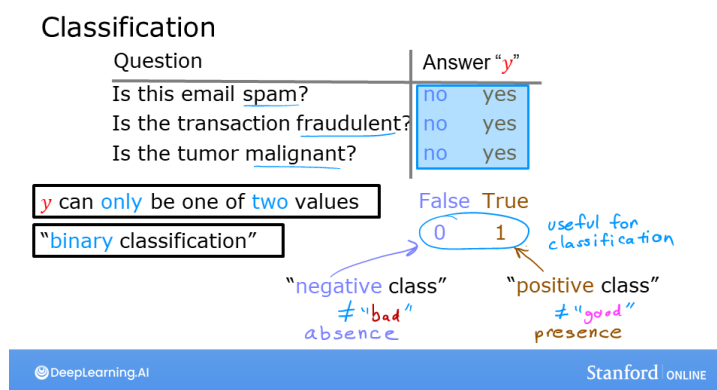 Classification
Question Answer “y”
Is this email spam? no yes
Is the transaction fraudulent? no yes
Is the tumor malignant? no yes
y can only be one of two values
“binary classification”
False True
0 1
useful for
classification
“negative class” “positive class”
≠ "bad" ≠ "good"
absence presence
DeepLearning.AI Stanford ONLINE